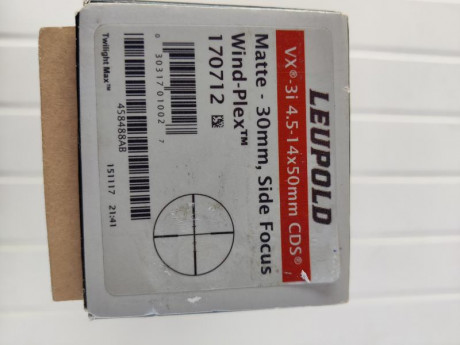 LEUPOLD
VX®-3i 4.5-14x50mm CDS®
Matte - 30mm, Side Focus
Wind-Plex™
170712
0 30317 01002 7
458488AB
151117 21:41
Twilight Max™